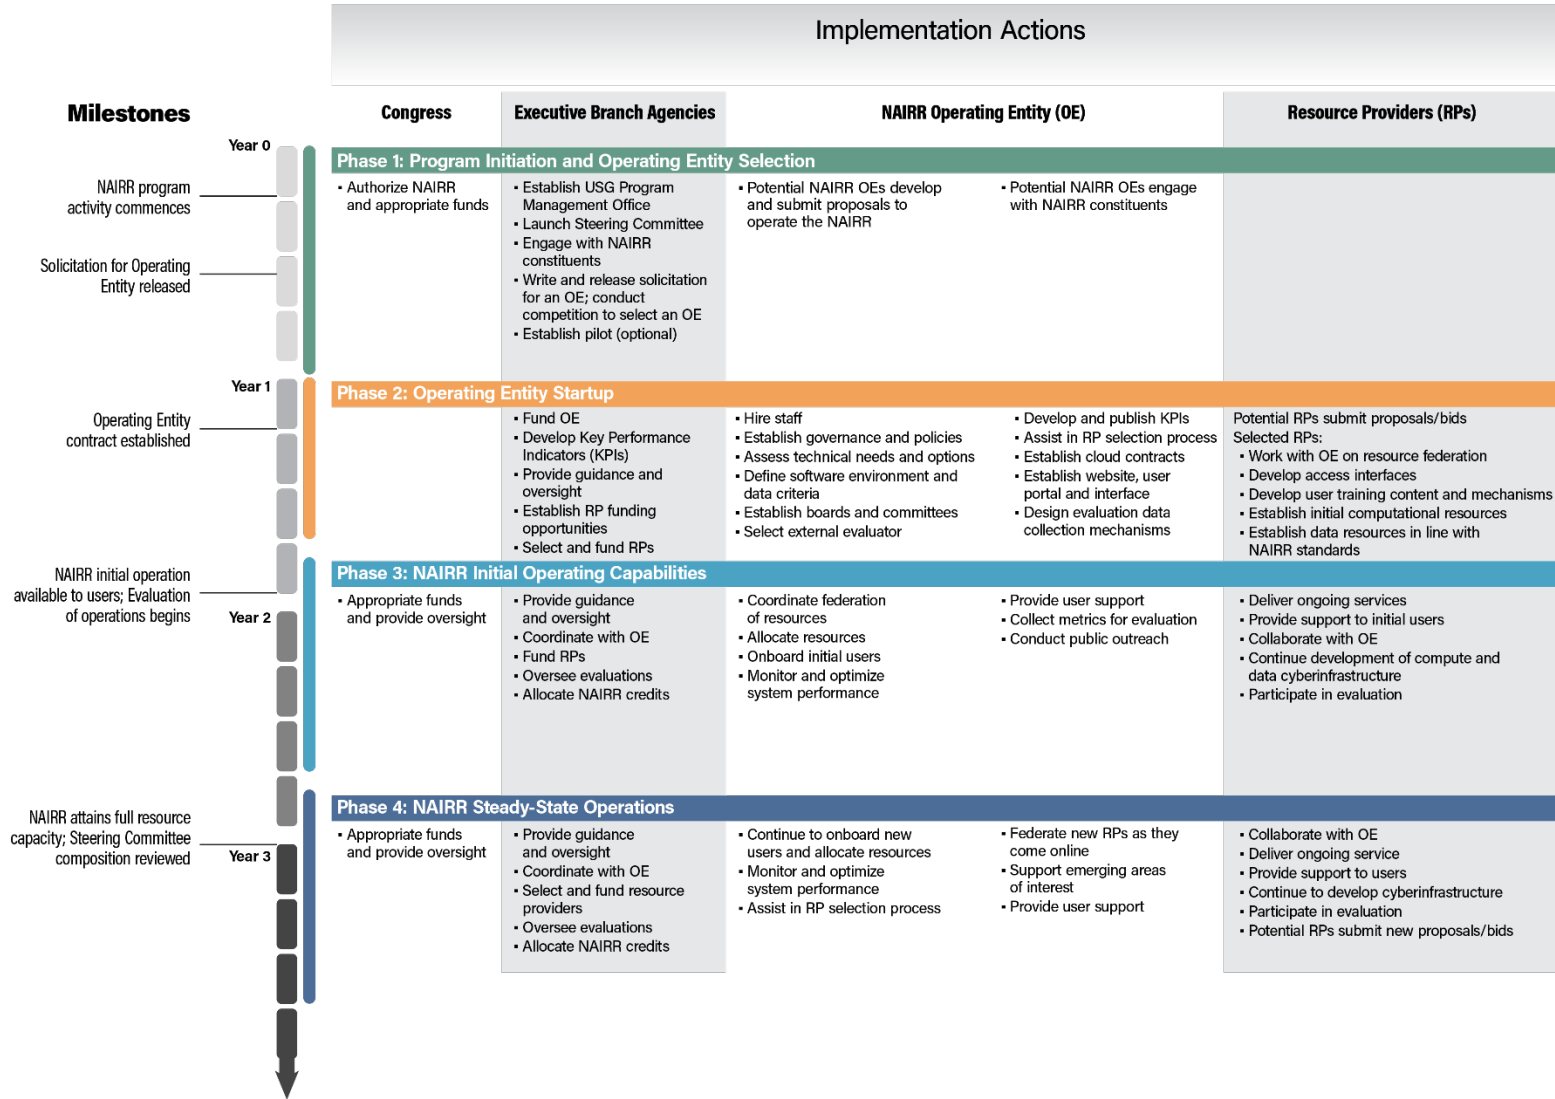 Implementation Actions
Milestones
Congress
Executive Branch Agencies
NAIRR Operating Entity (OE)
Resource Providers (RPs)
Year 0
NAIRR program
activity commences
Solicitation for Operating
Entity released
Year 1
Operating Entity
contract established
NAIRR initial operation
available to users; Evaluation
of operations begins
Year 2
NAIRR attains full resource
capacity; Steering Committee
composition reviewed
Year 3
Phase 1: Program Initiation and Operating Entity Selection
▪ Authorize NAIRR
and appropriate funds
▪ Establish USG Program
Management Office
▪ Launch Steering Committee
▪ Engage with NAIRR
constituents
▪ Write and release solicitation
for an OE; conduct
competition to select an OE
▪ Establish pilot (optional)
▪ Potential NAIRR OEs develop
and submit proposals to
operate the NAIRR
▪ Potential NAIRR OEs engage
with NAIRR constituents
Phase 2: Operating Entity Startup
▪ Fund OE
▪ Develop Key Performance
Indicators (KPIs)
▪ Provide guidance and
oversight
▪ Establish RP funding
opportunities
▪ Select and fund RPs
▪ Hire staff
▪ Establish governance and policies
▪ Assess technical needs and options
▪ Define software environment and
data criteria
▪ Establish boards and committees
▪ Select external evaluator
▪ Develop and publish KPIs
▪ Assist in RP selection process
▪ Establish cloud contracts
▪ Establish website, user
portal and interface
▪ Design evaluation data
collection mechanisms
Potential RPs submit proposals/bids
Selected RPs:
▪ Work with OE on resource federation
▪ Develop access interfaces
▪ Develop user training content and mechanisms
▪ Establish initial computational resources
▪ Establish data resources in line with
NAIRR standards
Phase 3: NAIRR Initial Operating Capabilities
▪ Appropriate funds
and provide oversight
▪ Provide guidance
and oversight
▪ Coordinate with OE
▪ Fund RPs
▪ Oversee evaluations
▪ Allocate NAIRR credits
▪ Coordinate federation
of resources
▪ Allocate resources
▪ Onboard initial users
▪ Monitor and optimize
system performance
▪ Provide user support
▪ Collect metrics for evaluation
▪ Conduct public outreach
▪ Deliver ongoing services
▪ Provide support to initial users
▪ Collaborate with OE
▪ Continue development of compute and
data cyberinfrastructure
▪ Participate in evaluation
Phase 4: NAIRR Steady-State Operations
▪ Appropriate funds
and provide oversight
▪ Provide guidance
and oversight
▪ Coordinate with OE
▪ Select and fund resource
providers
▪ Oversee evaluations
▪ Allocate NAIRR credits
▪ Continue to onboard new
users and allocate resources
▪ Monitor and optimize
system performance
▪ Assist in RP selection process
▪ Federate new RPs as they
come online
▪ Support emerging areas
of interest
▪ Provide user support
▪ Collaborate with OE
▪ Deliver ongoing service
▪ Provide support to users
▪ Continue to develop cyberinfrastructure
▪ Participate in evaluation
▪ Potential RPs submit new proposals/bids